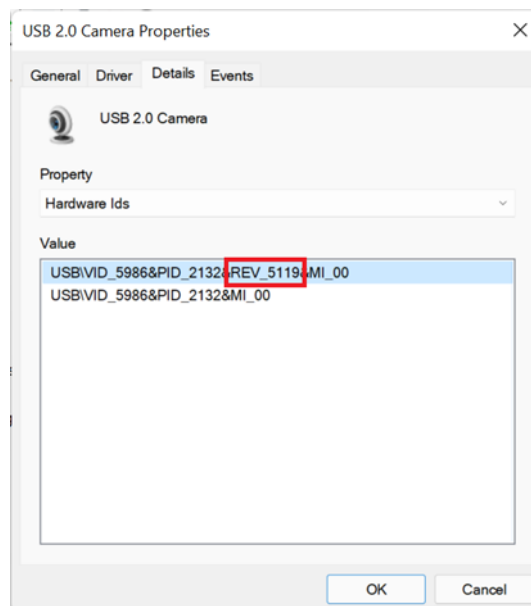 USB 2.0 Camera Properties
General Driver Details Events
USB 2.0 Camera
Property
Hardware Ids
Value
USB\VID_5986&PID_2132&REV_5119&MI_00
USB\VID_5986&PID_2132&MI_00
OK Cancel